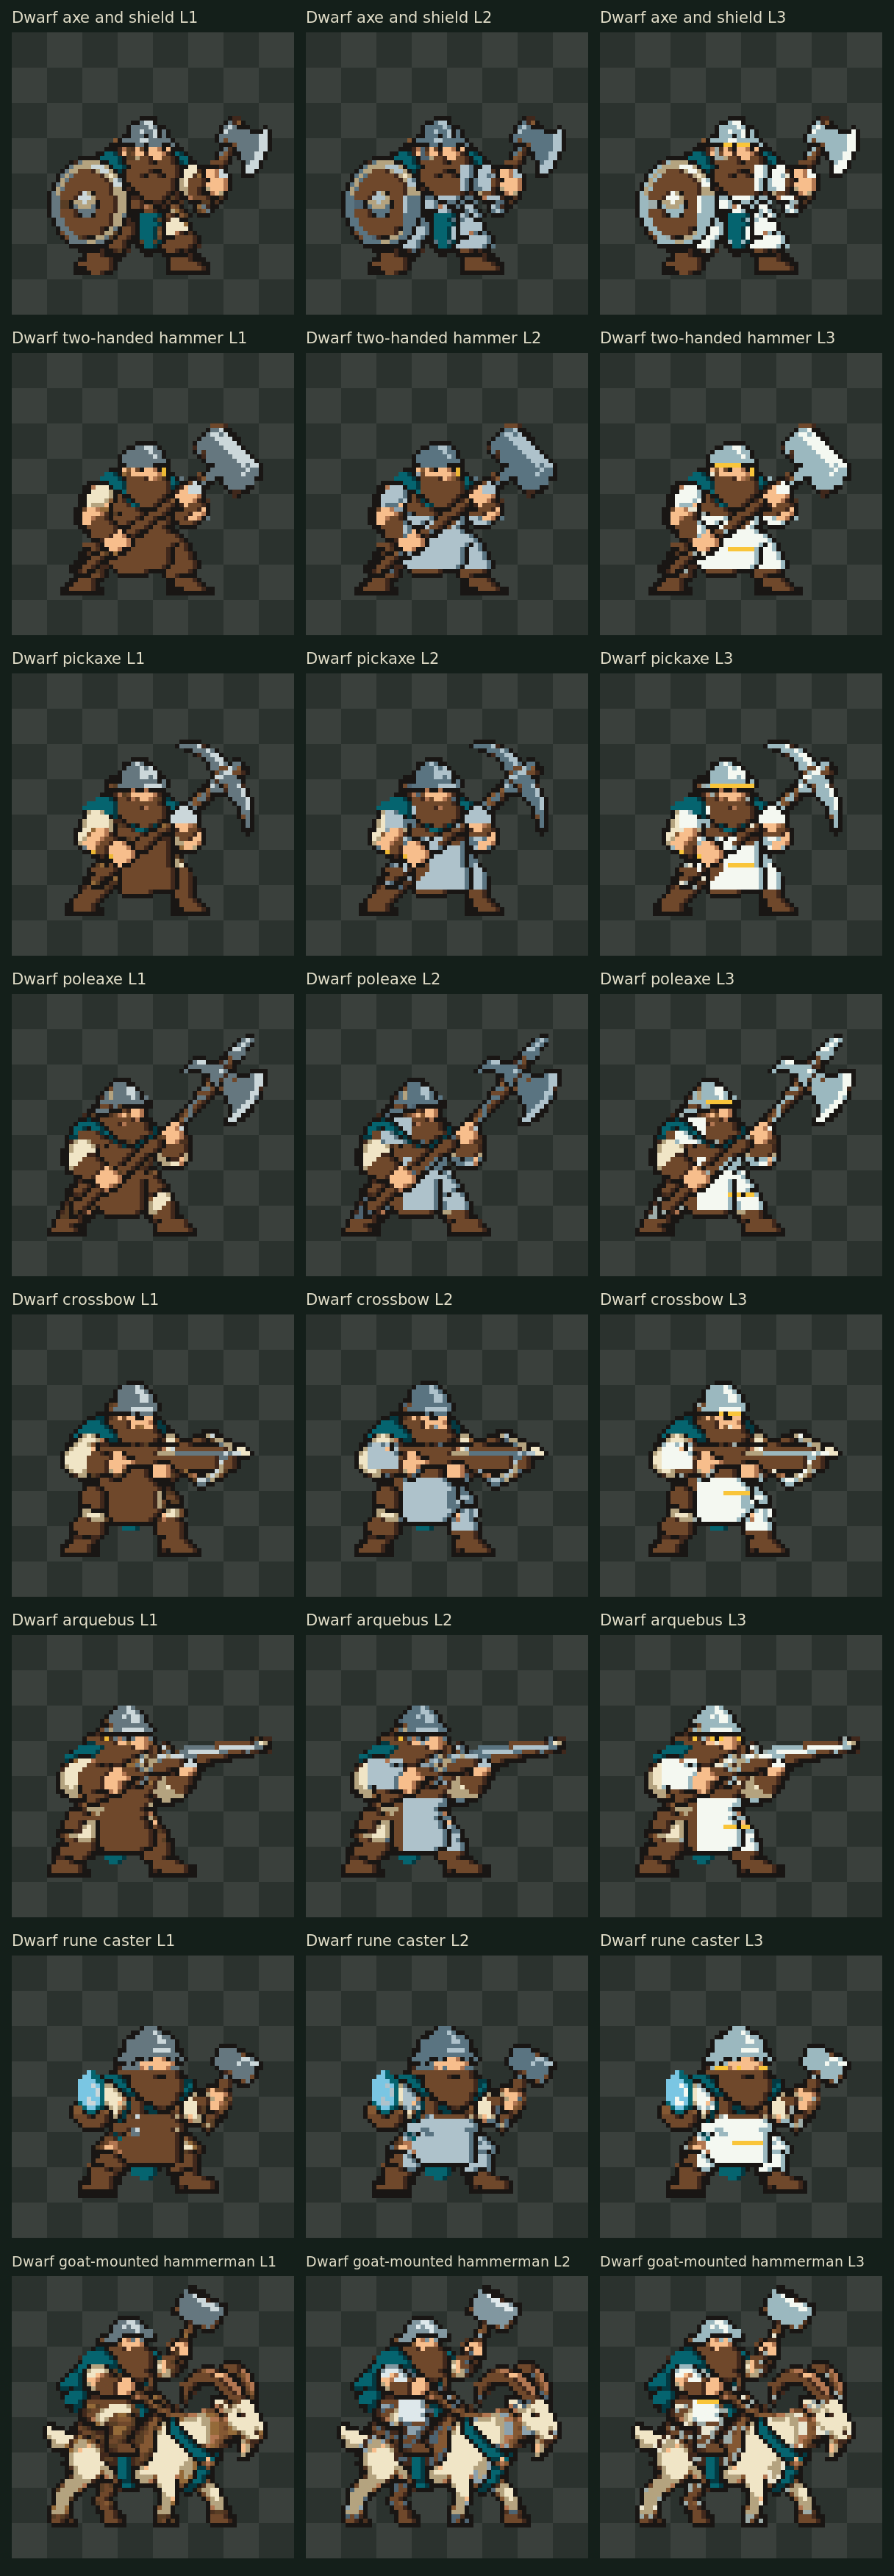 Dwarf axe and shield L1
Dwarf axe and shield L2
Dwarf axe and shield L3
Dwarf two-handed hammer L1
Dwarf two-handed hammer L2
Dwarf two-handed hammer L3
Dwarf pickaxe L1
Dwarf pickaxe L2
Dwarf pickaxe L3
Dwarf poleaxe L1
Dwarf poleaxe L2
Dwarf poleaxe L3
Dwarf crossbow L1
Dwarf crossbow L2
Dwarf crossbow L3
Dwarf arquebus L1
Dwarf arquebus L2
Dwarf arquebus L3
Dwarf rune caster L1
Dwarf rune caster L2
Dwarf rune caster L3
Dwarf goat-mounted hammerman L1
Dwarf goat-mounted hammerman L2
Dwarf goat-mounted hammerman L3